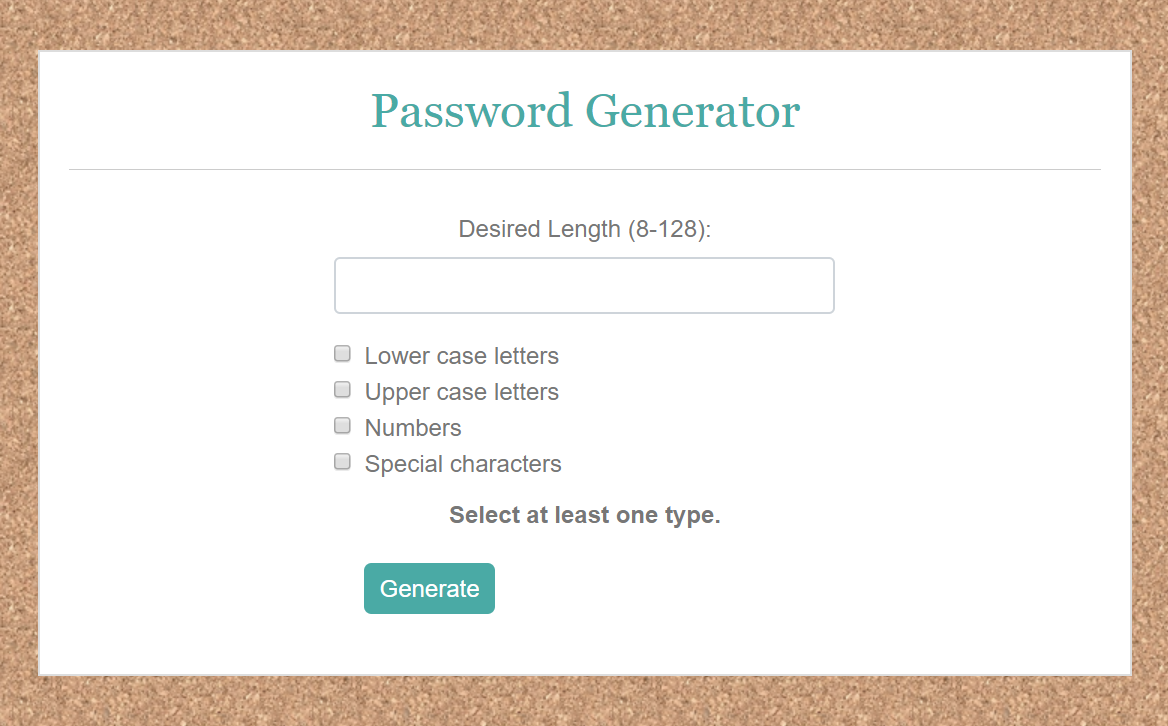 Password Generator
Desired Length (8-128):
Lower case letters
Upper case letters
Numbers
Special characters
Select at least one type.
Generate